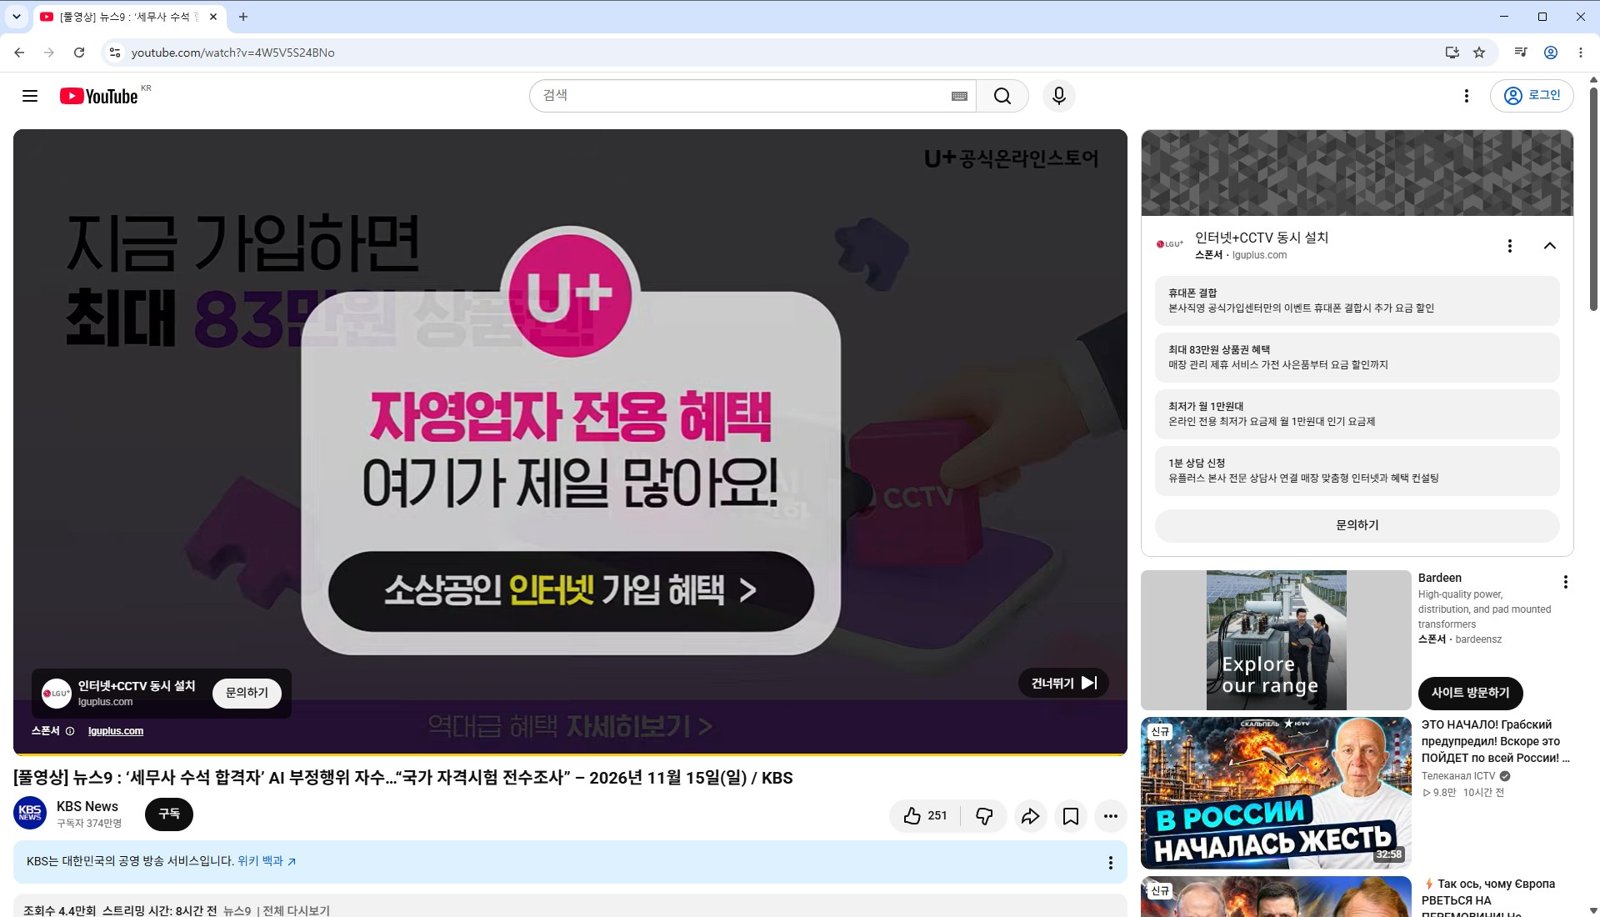 [풀영상] 뉴스9 : ‘세무사 수석
youtube.com/watch?v=4W5V5S24BNo
YouTube KR
검색
로그인
U+ 공식온라인스토어
지금 가입하면
최대 83만원 상품권!
U+
자영업자 전용 혜택
여기가 제일 많아요!
CCTV
소상공인 인터넷 가입 혜택 >
LGU+
인터넷+CCTV 동시 설치
lguplus.com
문의하기
건너뛰기
역대급 혜택 자세히보기 >
스폰서
lguplus.com
[풀영상] 뉴스9 : ‘세무사 수석 합격자’ AI 부정행위 자수...“국가 자격시험 전수조사” – 2026년 11월 15일(일) / KBS
KBS NEWS
KBS News
구독자 374만명
구독
251
KBS는 대한민국의 공영 방송 서비스입니다. 위키 백과
조회수 4.4만회 스트리밍 시간: 8시간 전 뉴스9 | 전체 다시보기
LGU+
인터넷+CCTV 동시 설치
스폰서 · lguplus.com
휴대폰 결합
본사직영 공식가입센터만의 이벤트 휴대폰 결합시 추가 요금 할인
최대 83만원 상품권 혜택
매장 관리 제휴 서비스 가전 사은품부터 요금 할인까지
최저가 월 1만원대
온라인 전용 최저가 요금제 월 1만원대 인기 요금제
1분 상담 신청
유플러스 본사 전문 상담사 연결 매장 맞춤형 인터넷과 혜택 컨설팅
문의하기
Explore
our range
Bardeen
High-quality power,
distribution, and pad mounted
transformers
스폰서 · bardeensz
사이트 방문하기
신규
СКАЛЬПЕЛЬ ICTV
В РОССИИ
НАЧАЛАСЬ ЖЕСТЬ
32:58
ЭТО НАЧАЛО! Грабский
предупредил! Вскоре это
ПОЙДЕТ по всей России! ...
Телеканал ICTV
9.8만 10시간 전
신규
Так ось, чому Європа
РВЕТЬСЯ НА
ПЕРЕМОВИНИ! Не